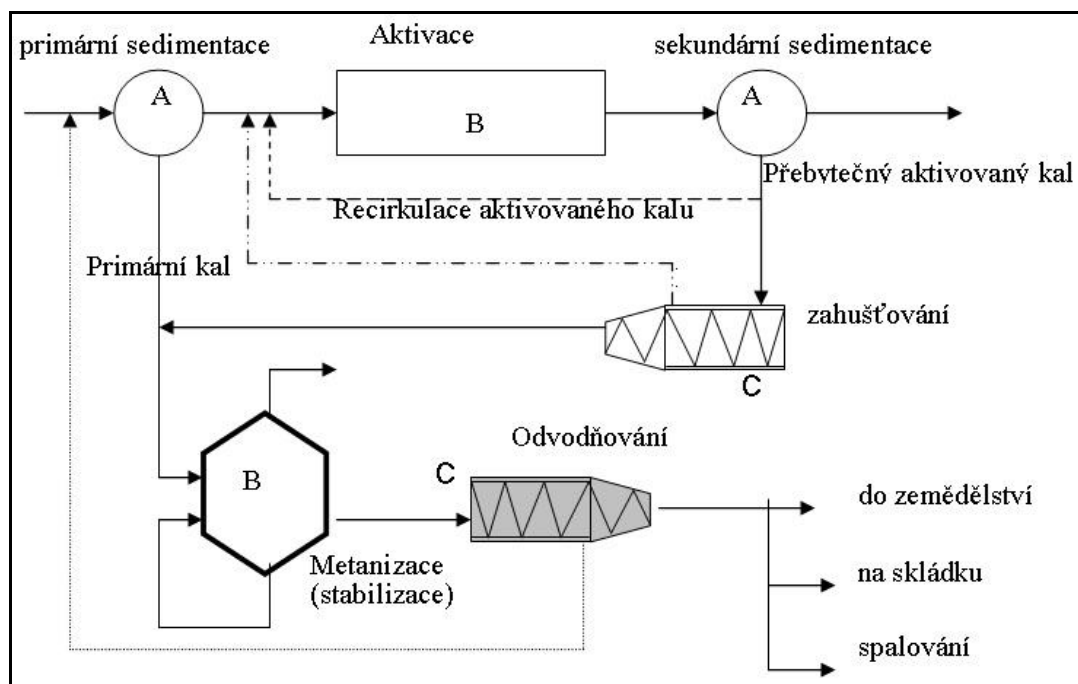 primární sedimentace
Aktivace
sekundární sedimentace
A
B
A
Přebytečný aktivovaný kal
Recirkulace aktivovaného kalu
Primární kal
zahušťování
C
Odvodňování
C
B
do zemědělství
Metanizace
(stabilizace)
na skládku
spalování